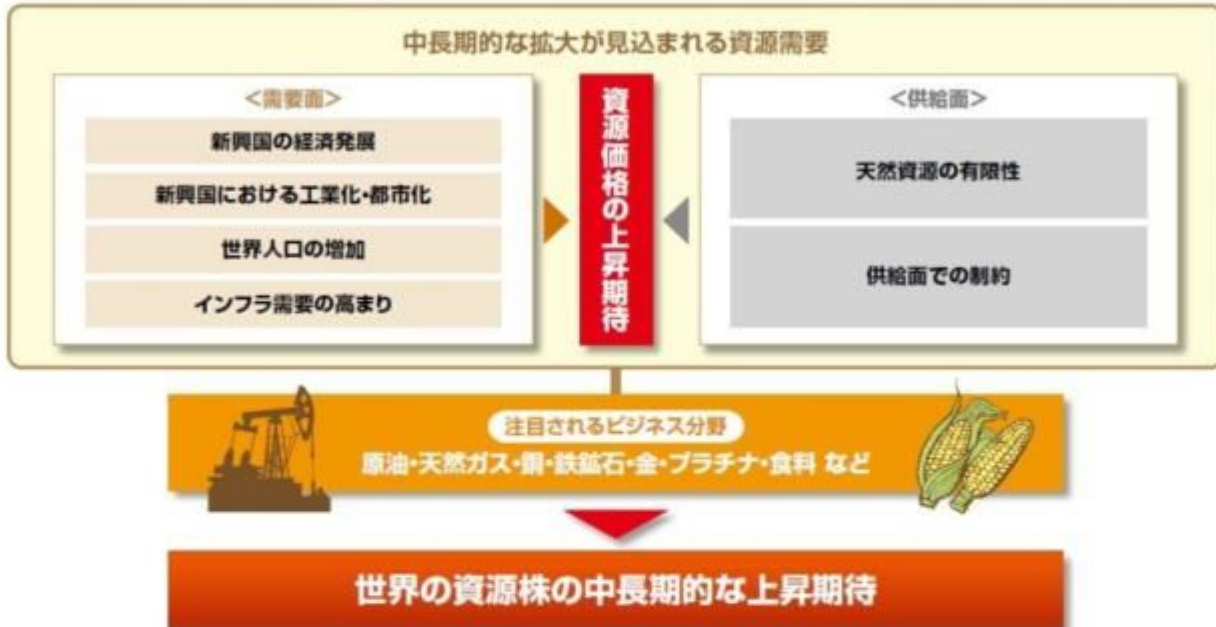 中長期的な拡大が見込まれる資源需要
<需要面>
新興国の経済発展
新興国における工業化・都市化
世界人口の増加
インフラ需要の高まり
資源価格の上昇期待
<供給面>
天然資源の有限性
供給面での制約
注目されるビジネス分野
原油・天然ガス・銅・鉄鉱石・金・プラチナ・食料 など
世界の資源株の中長期的な上昇期待